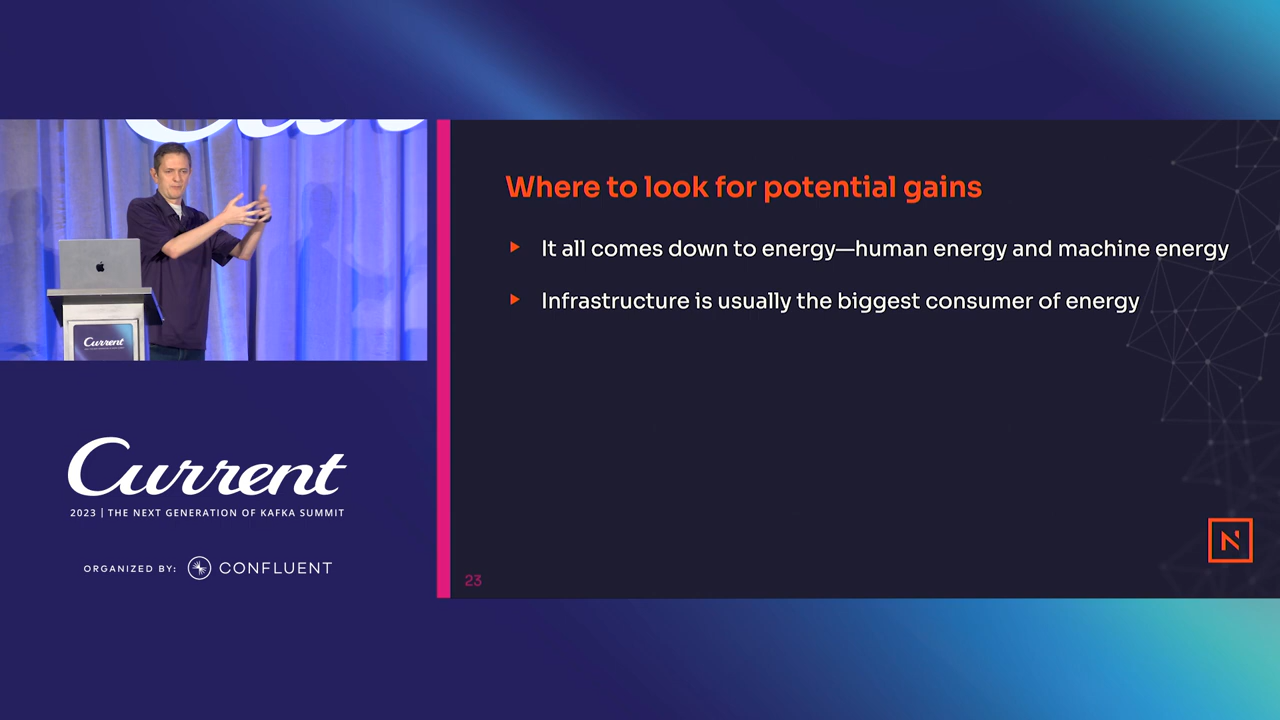 Where to look for potential gains
It all comes down to energy—human energy and machine energy
Infrastructure is usually the biggest consumer of energy
23
N
Current
Current
2023 | THE NEXT GENERATION OF KAFKA SUMMIT
ORGANIZED BY: CONFLUENT